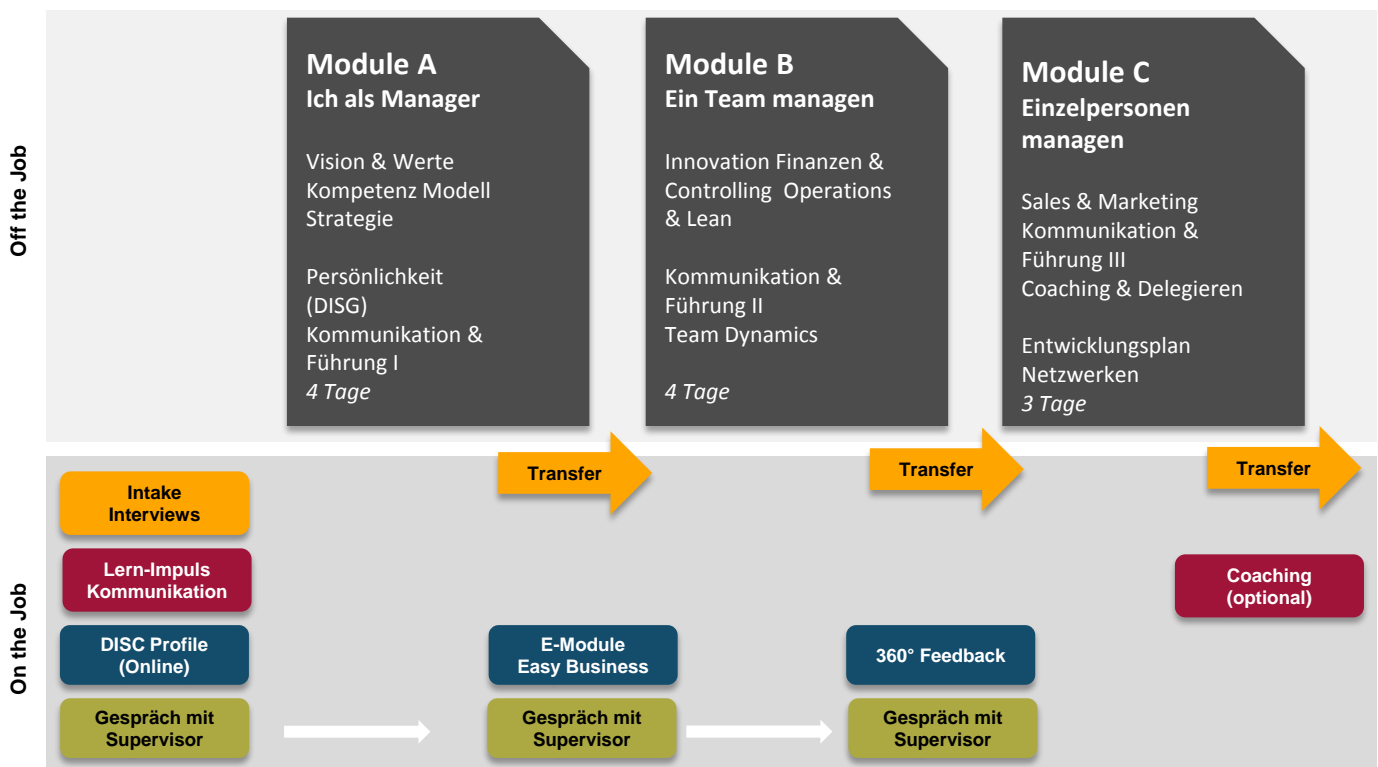 Off the Job
Module A
Ich als Manager
Vision & Werte
Kompetenz Modell
Strategie
Persönlichkeit
(DISG)
Kommunikation &
Führung I
4 Tage
Module B
Ein Team managen
Innovation Finanzen &
Controlling  Operations
& Lean
Kommunikation &
Führung II
Team Dynamics
4 Tage
Module C
Einzelpersonen
managen
Sales & Marketing
Kommunikation &
Führung III
Coaching & Delegieren
Entwicklungsplan
Netzwerken
3 Tage
Transfer
Transfer
Transfer
On the Job
Intake
Interviews
Lern-Impuls
Kommunikation
DISC Profile
(Online)
Gespräch mit
Supervisor
E-Module
Easy Business
Gespräch mit
Supervisor
360° Feedback
Gespräch mit
Supervisor
Coaching
(optional)